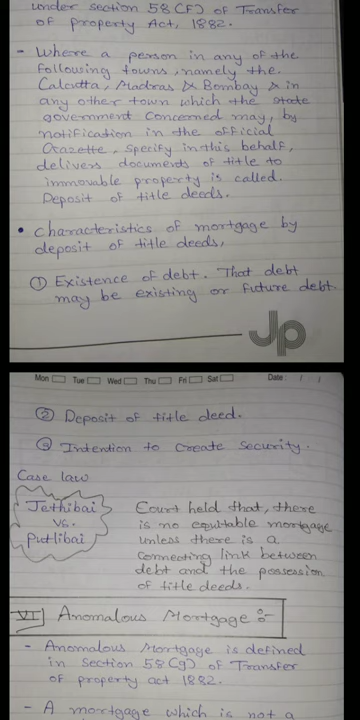 under section 58(F) of Transfer
of property Act, 1882.
- Where a person in any of the
following towns, namely the.
Calcutta, Madras & Bombay & in
any other town which the state
government concerned may, by
notification in the official
Gazette, specify in this behalf,
delivers documents of title to
immovable property is called.
Deposit of title deeds.
• Characteristics of mortgage by
deposit of title deeds,
① Existence of debt. That debt
may be existing or future debt.
Jp
Mon Tue Wed Thu Fri Sat Date: / /
② Deposit of title deed.
③ Intention to create security.
Case law
Jethibai
vs.
putlibai
Court held that, there
is no equitable mortgage
unless there is a
connecting link between
debt and the possession
of title deeds.
VI] Anomalous Mortgage :-
- Anomalous Mortgage is defined
in section 58(g) of Transfer
of property act 1882.
- A mortgage which is not a